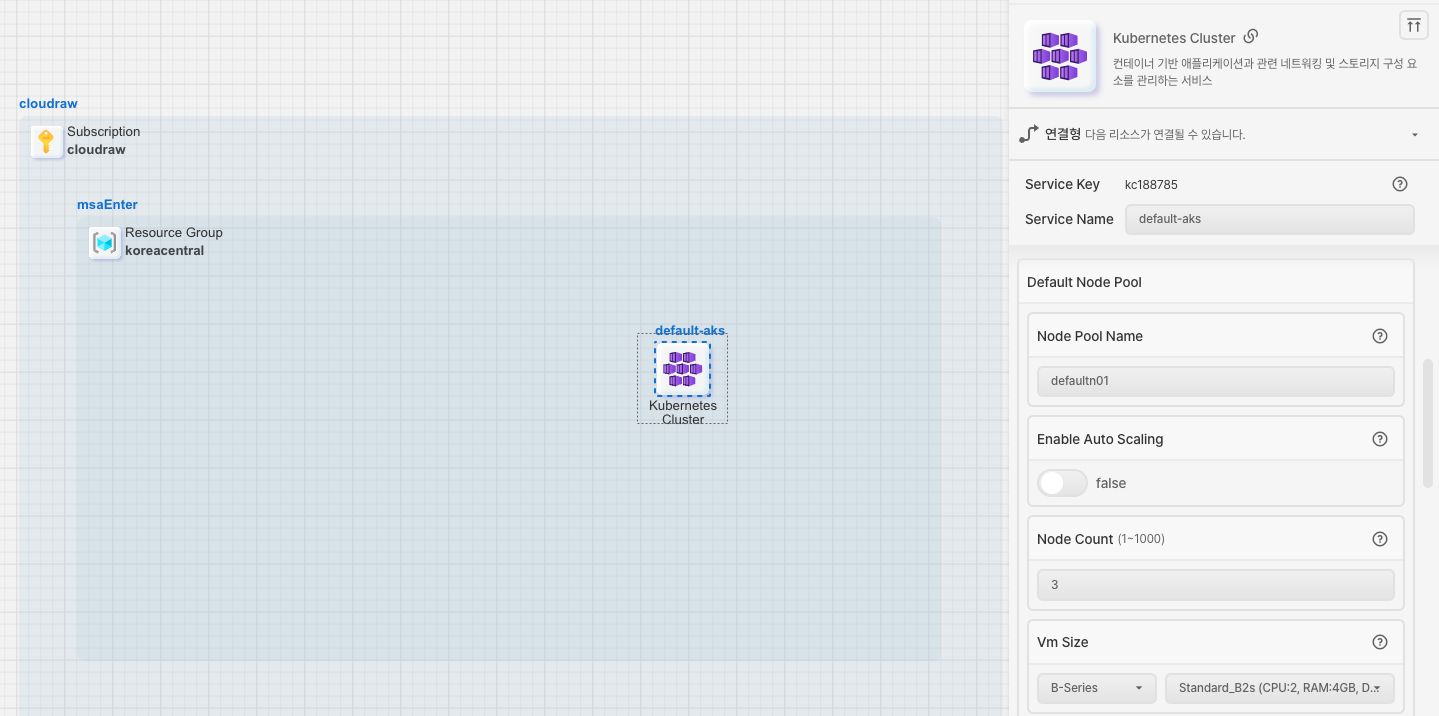 cloudraw
Subscription
cloudraw
msaEnter
Resource Group
koreacentral
default-aks
Kubernetes
Cluster
Kubernetes Cluster
컨테이너 기반 애플리케이션과 관련 네트워킹 및 스토리지 구성 요
소를 관리하는 서비스
연결형 다음 리소스가 연결될 수 있습니다.
Service Key kc188785
Service Name default-aks
Default Node Pool
Node Pool Name
defaultn01
Enable Auto Scaling
false
Node Count (1~1000)
3
Vm Size
B-Series Standard_B2s (CPU:2, RAM:4GB, D...